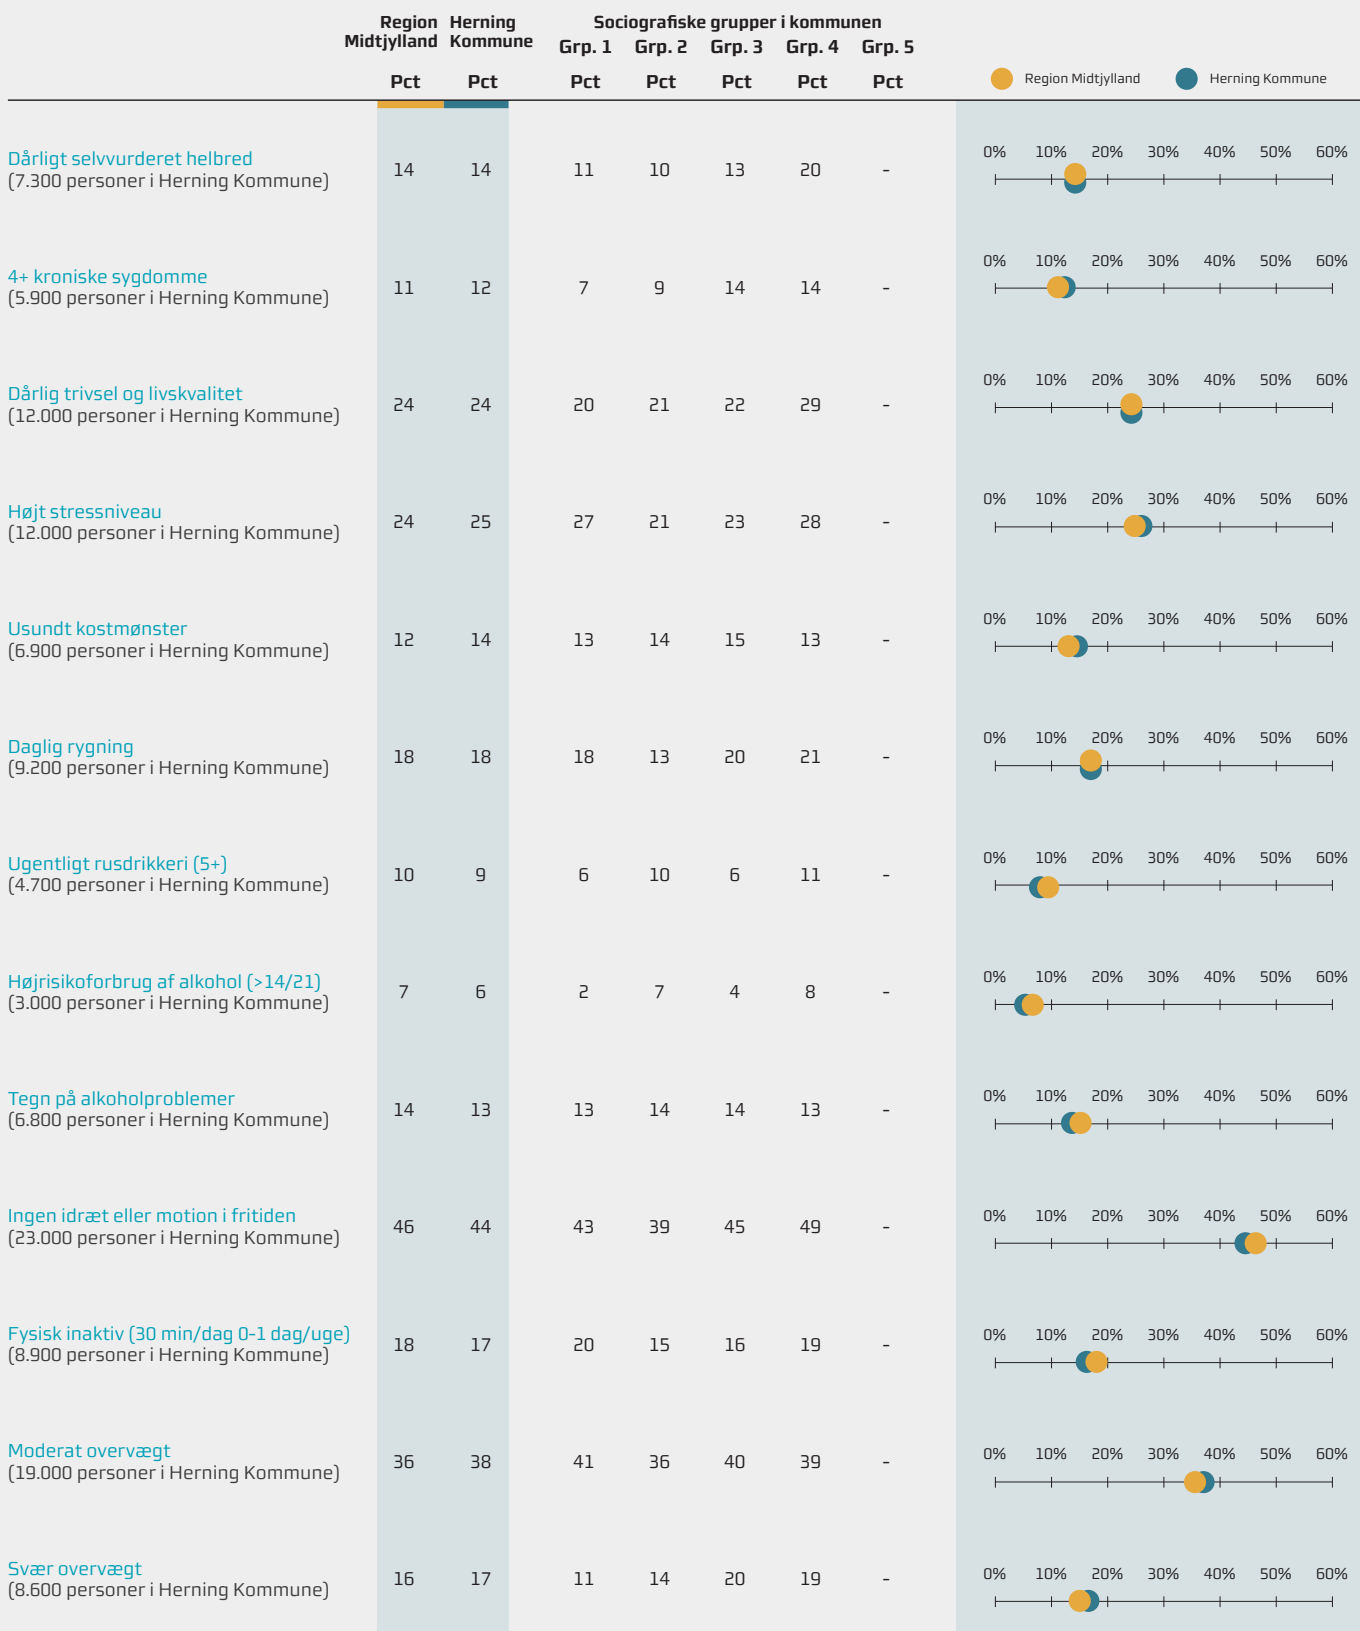 Region Midtjylland Herning Kommune Sociografiske grupper i kommunen
Grp. 1 Grp. 2 Grp. 3 Grp. 4 Grp. 5
Pct Pct Pct Pct Pct Pct Pct Region Midtjylland Herning Kommune
0% 10% 20% 30% 40% 50% 60%
Dårligt selvvurderet helbred
(7.300 personer i Herning Kommune) 14 14 11 10 13 20 -
0% 10% 20% 30% 40% 50% 60%
4+ kroniske sygdomme
(5.900 personer i Herning Kommune) 11 12 7 9 14 14 -
0% 10% 20% 30% 40% 50% 60%
Dårlig trivsel og livskvalitet
(12.000 personer i Herning Kommune) 24 24 20 21 22 29 -
0% 10% 20% 30% 40% 50% 60%
Højt stressniveau
(12.000 personer i Herning Kommune) 24 25 27 21 23 28 -
0% 10% 20% 30% 40% 50% 60%
Usundt kostmønster
(6.900 personer i Herning Kommune) 12 14 13 14 15 13 -
0% 10% 20% 30% 40% 50% 60%
Daglig rygning
(9.200 personer i Herning Kommune) 18 18 18 13 20 21 -
0% 10% 20% 30% 40% 50% 60%
Ugentligt rusdrikkeri (5+)
(4.700 personer i Herning Kommune) 10 9 6 10 6 11 -
0% 10% 20% 30% 40% 50% 60%
Højrisikoforbrug af alkohol (>14/21)
(3.000 personer i Herning Kommune) 7 6 2 7 4 8 -
0% 10% 20% 30% 40% 50% 60%
Tegn på alkoholproblemer
(6.800 personer i Herning Kommune) 14 13 13 14 14 13 -
0% 10% 20% 30% 40% 50% 60%
Ingen idræt eller motion i fritiden
(23.000 personer i Herning Kommune) 46 44 43 39 45 49 -
0% 10% 20% 30% 40% 50% 60%
Fysisk inaktiv (30 min/dag 0-1 dag/uge)
(8.900 personer i Herning Kommune) 18 17 20 15 16 19 -
0% 10% 20% 30% 40% 50% 60%
Moderat overvægt
(19.000 personer i Herning Kommune) 36 38 41 36 40 39 -
0% 10% 20% 30% 40% 50% 60%
Svær overvægt
(8.600 personer i Herning Kommune) 16 17 11 14 20 19 -
0% 10% 20% 30% 40% 50% 60%